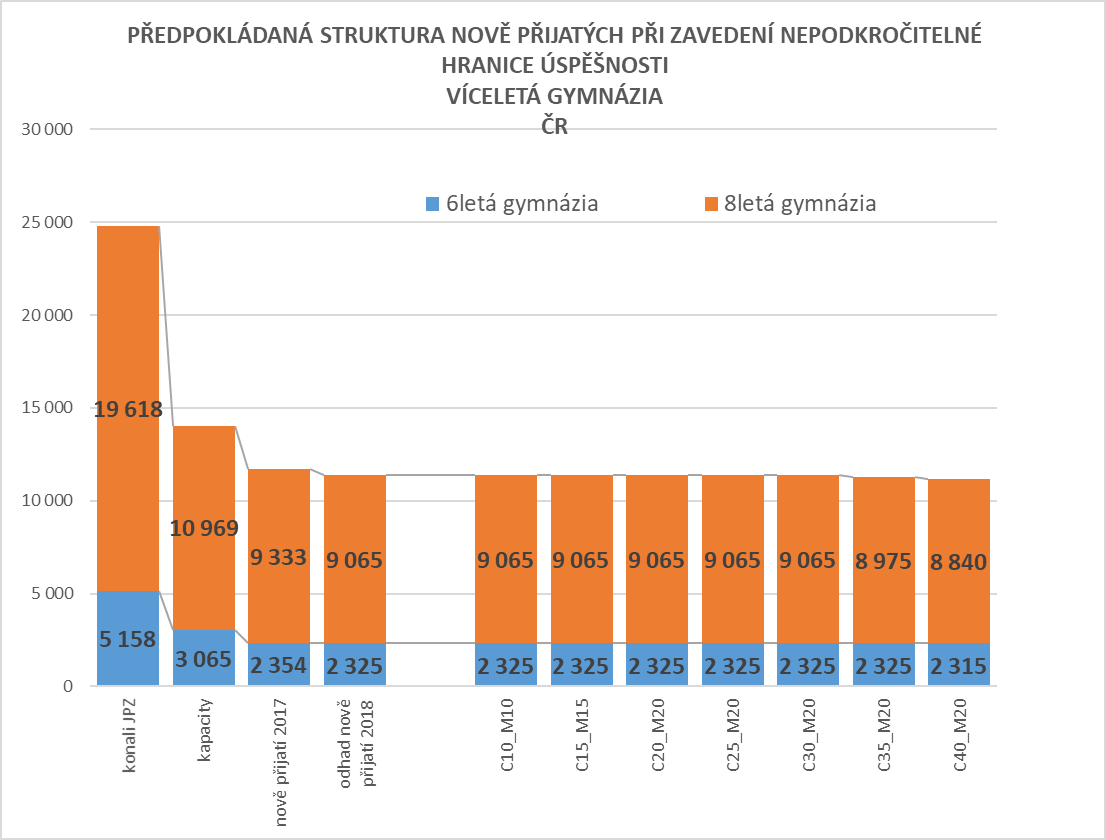 PŘEDPOKLÁDANÁ STRUKTURA NOVĚ PŘIJATÝCH PŘI ZAVEDENÍ NEPODKROČITELNÉ
HRANICE ÚSPĚŠNOSTI
VÍCELETÁ GYMNÁZIA
ČR
30 000
25 000
20 000
15 000
10 000
5 000
0
6letá gymnázia
8letá gymnázia
19 618
10 969
9 333
9 065
9 065
9 065
9 065
9 065
9 065
8 975
8 840
5 158
3 065
2 354
2 325
2 325
2 325
2 325
2 325
2 325
2 325
2 315
konali JPZ
kapacity
nově přijatí 2017
odhad nově
přijatí 2018
C10_M10
C15_M15
C20_M20
C25_M20
C30_M20
C35_M20
C40_M20